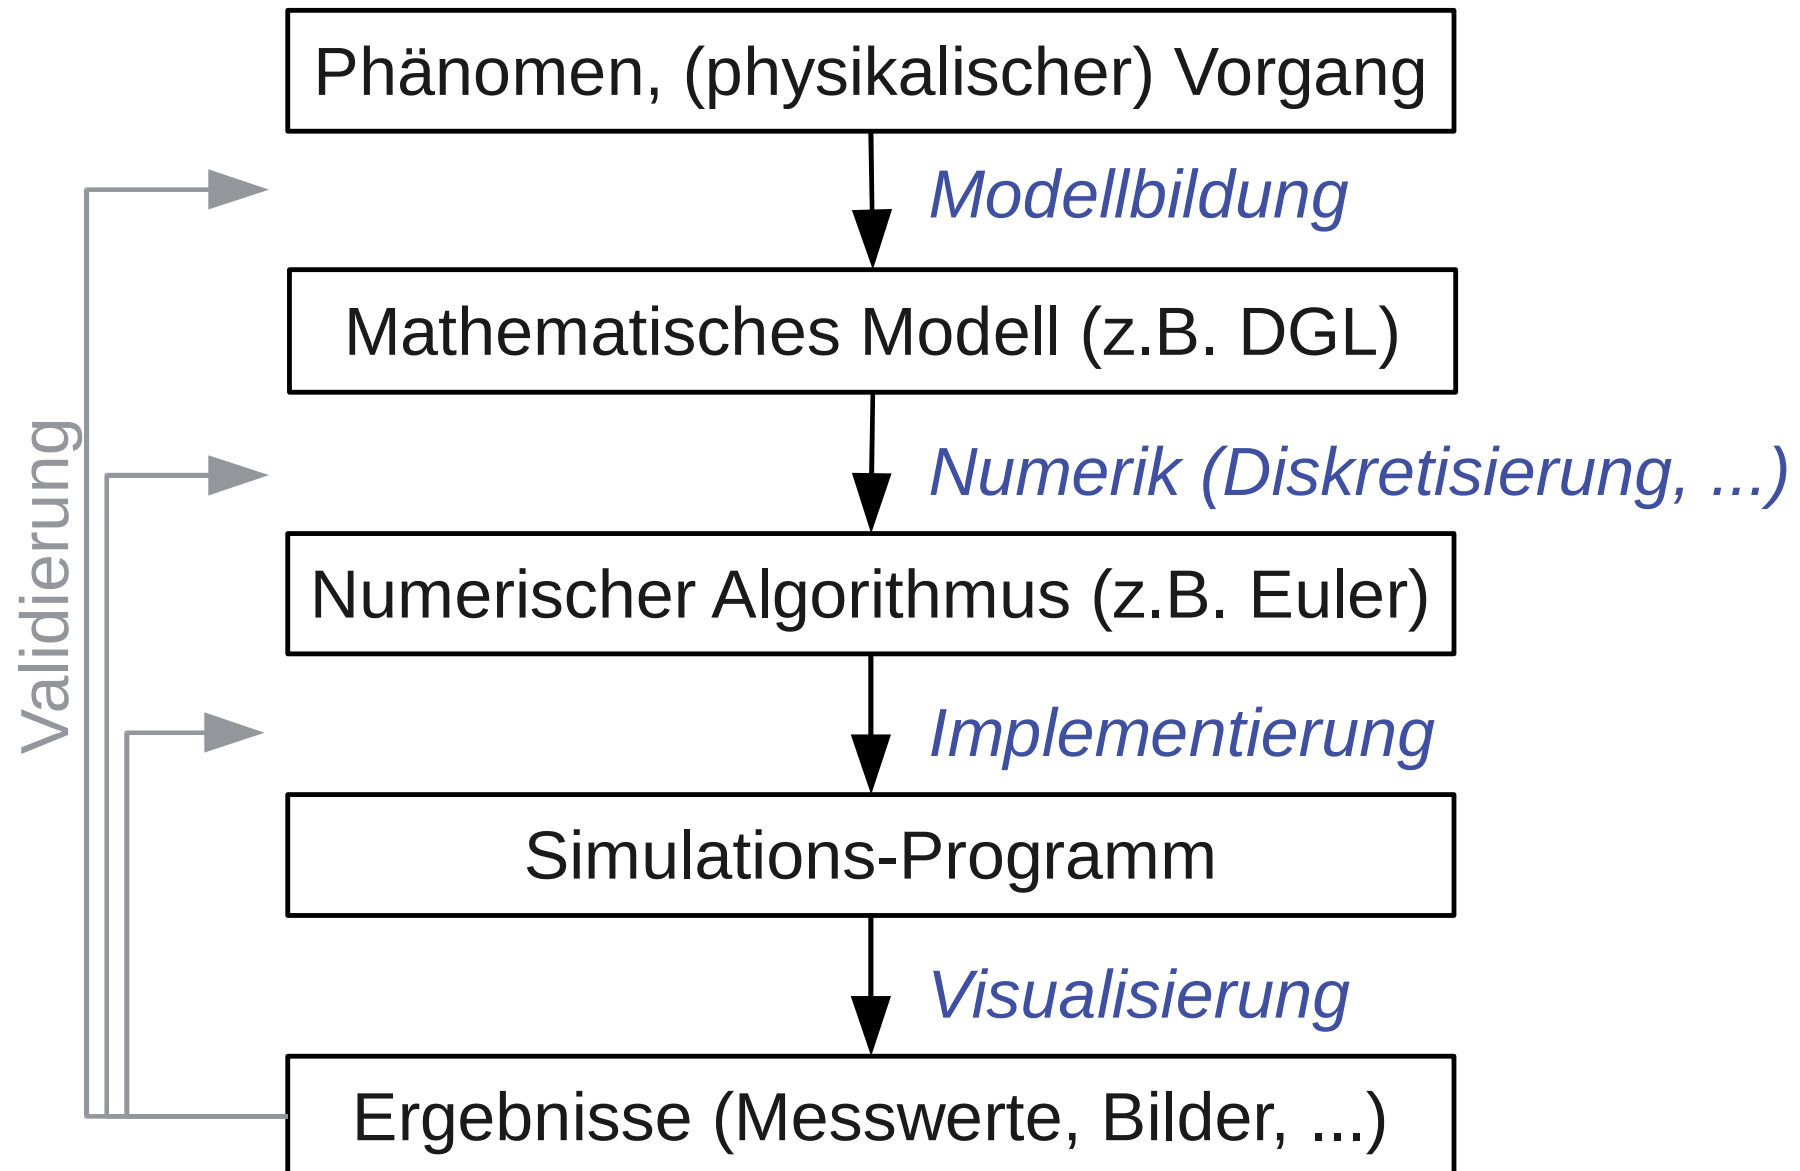 Phänomen, (physikalischer) Vorgang
Modellbildung
Mathematisches Modell (z.B. DGL)
Numerik (Diskretisierung, ...)
Numerischer Algorithmus (z.B. Euler)
Implementierung
Simulations-Programm
Visualisierung
Ergebnisse (Messwerte, Bilder, ...)
Validierung